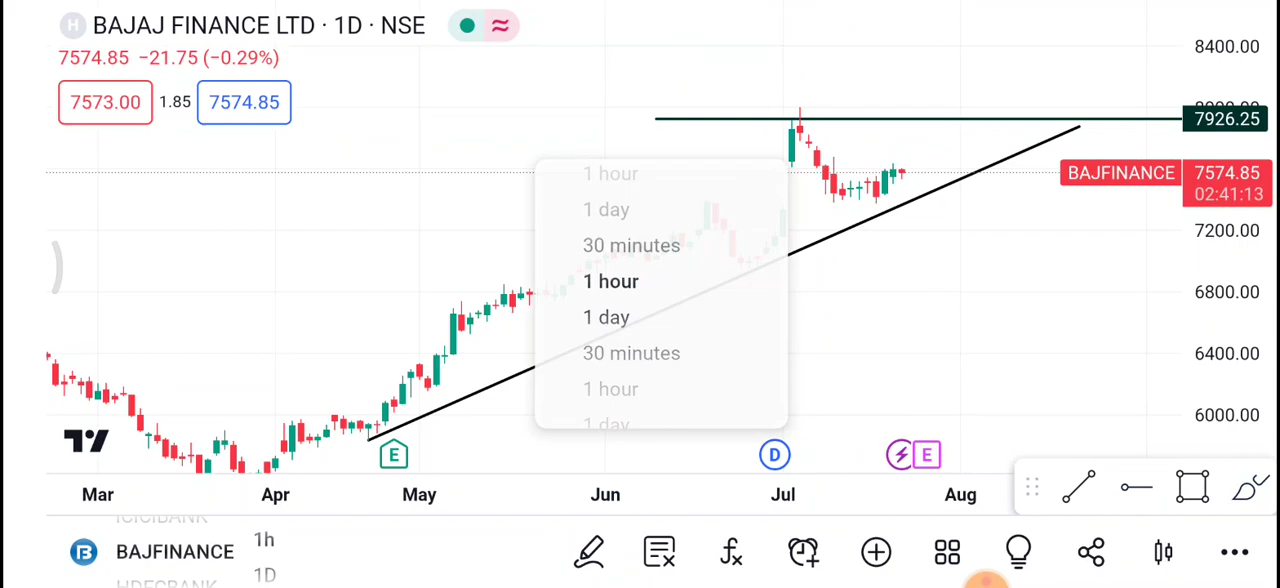 H BAJAJ FINANCE LTD · 1D · NSE
7574.85 −21.75 (−0.29%)
7573.00 1.85 7574.85
8400.00
7926.25
BAJFINANCE 7574.85
02:41:13
7200.00
6800.00
6400.00
6000.00
1 hour
1 day
30 minutes
1 hour
1 day
30 minutes
1 hour
1 day
E D E
Mar Apr May Jun Jul Aug
ICICIBANK
BAJFINANCE 1h
HDFCBANK 1D